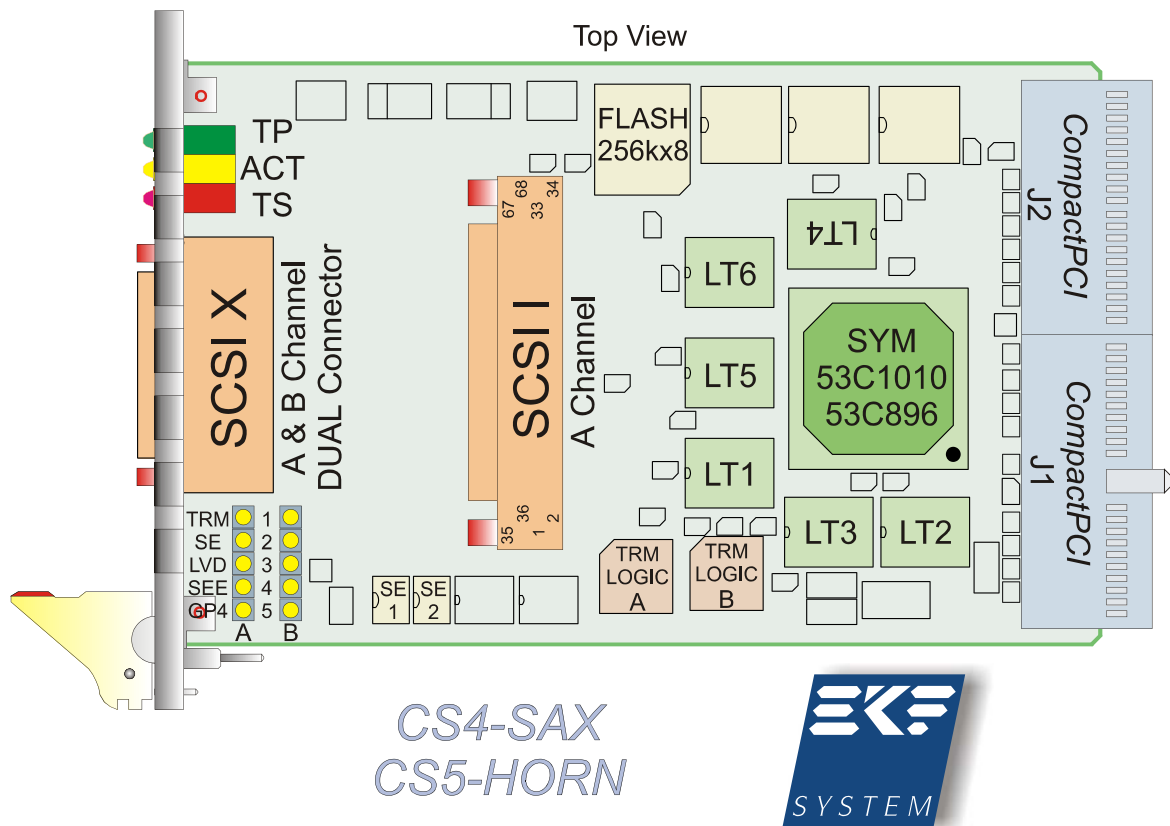 Top View
TP
ACT
TS
FLASH
256kx8
CompactPCI
J2
67
68
33
34
LT4
LT6
SCSI X
A & B Channel
DUAL Connector
SCSI I
A Channel
LT5
SYM
53C1010
53C896
CompactPCI
J1
LT1
35
36
1
2
LT3
LT2
TRM 1
SE 2
LVD 3
SEE 4
GP4 5
A B
SE
1
SE
2
TRM
LOGIC
A
TRM
LOGIC
B
CS4-SAX
CS5-HORN
EKF
SYSTEM